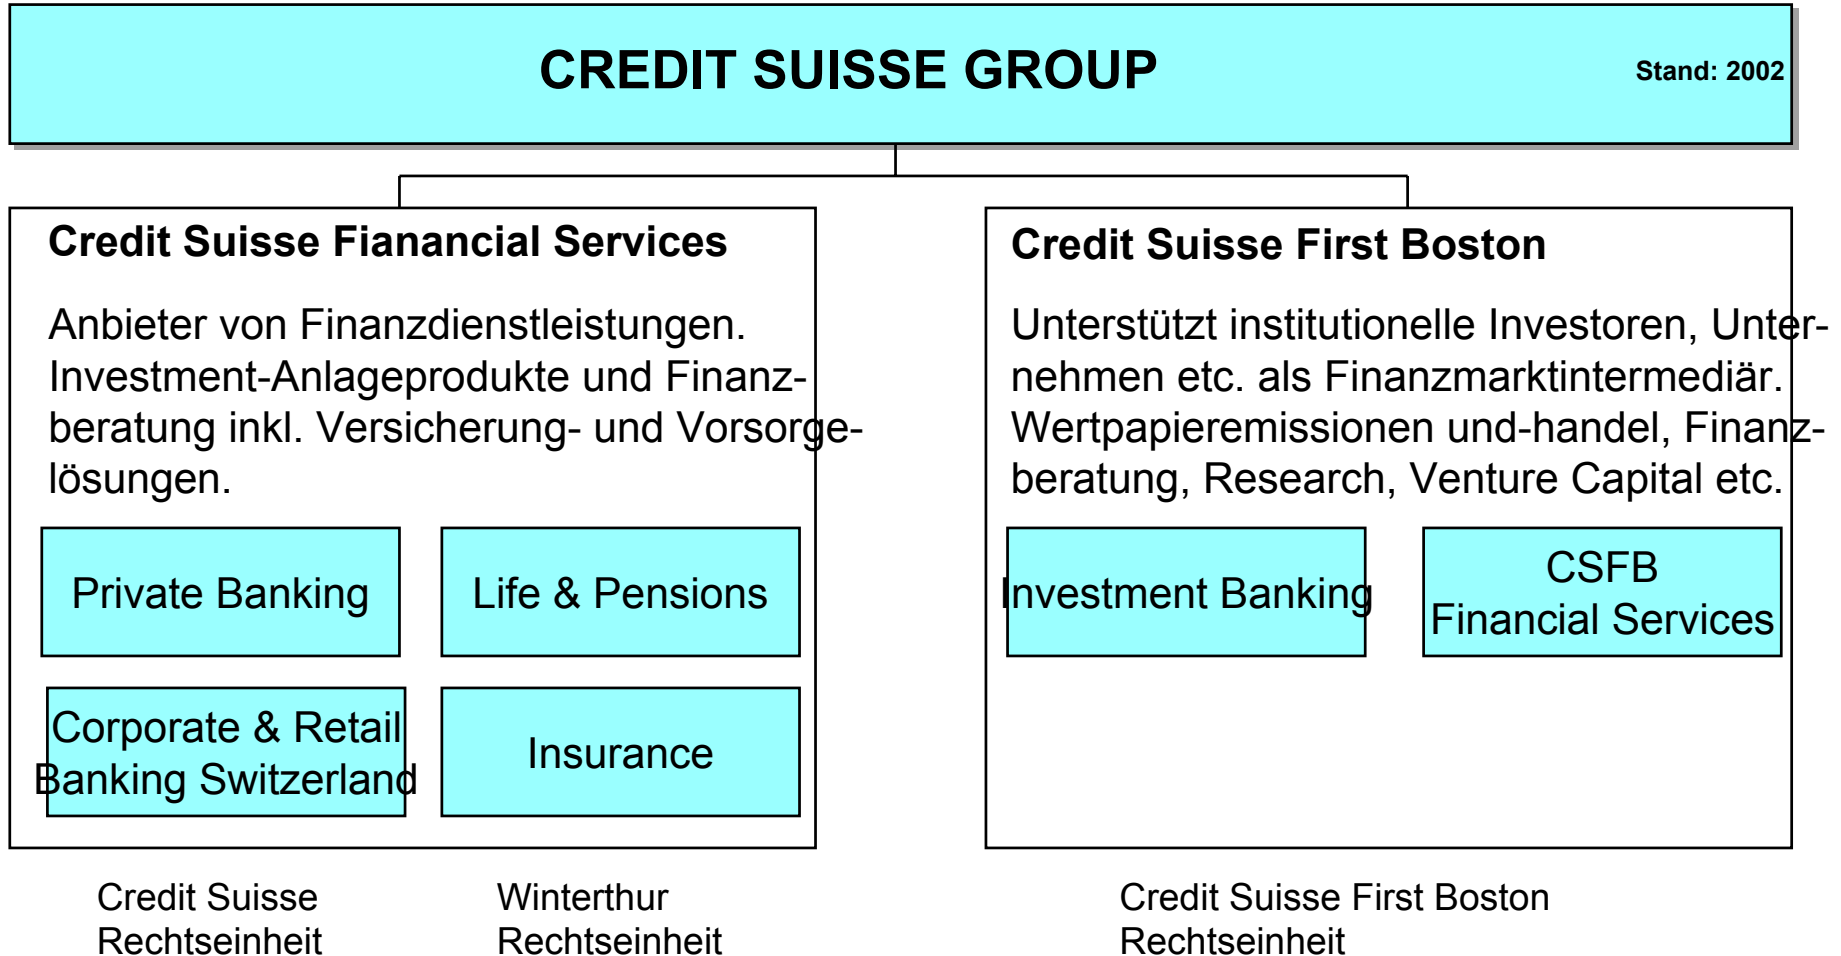 CREDIT SUISSE GROUP
Stand: 2002
Credit Suisse Fianancial Services
Anbieter von Finanzdienstleistungen.
Investment-Anlageprodukte und Finanz-
beratung inkl. Versicherung- und Vorsorge-
lösungen.
Private Banking
Life & Pensions
Corporate & Retail
Banking Switzerland
Insurance
Credit Suisse First Boston
Unterstützt institutionelle Investoren, Unter-
nehmen etc. als Finanzmarktintermediär.
Wertpapieremissionen und-handel, Finanz-
beratung, Research, Venture Capital etc.
Investment Banking
CSFB
Financial Services
Credit Suisse
Rechtseinheit
Winterthur
Rechtseinheit
Credit Suisse First Boston
Rechtseinheit